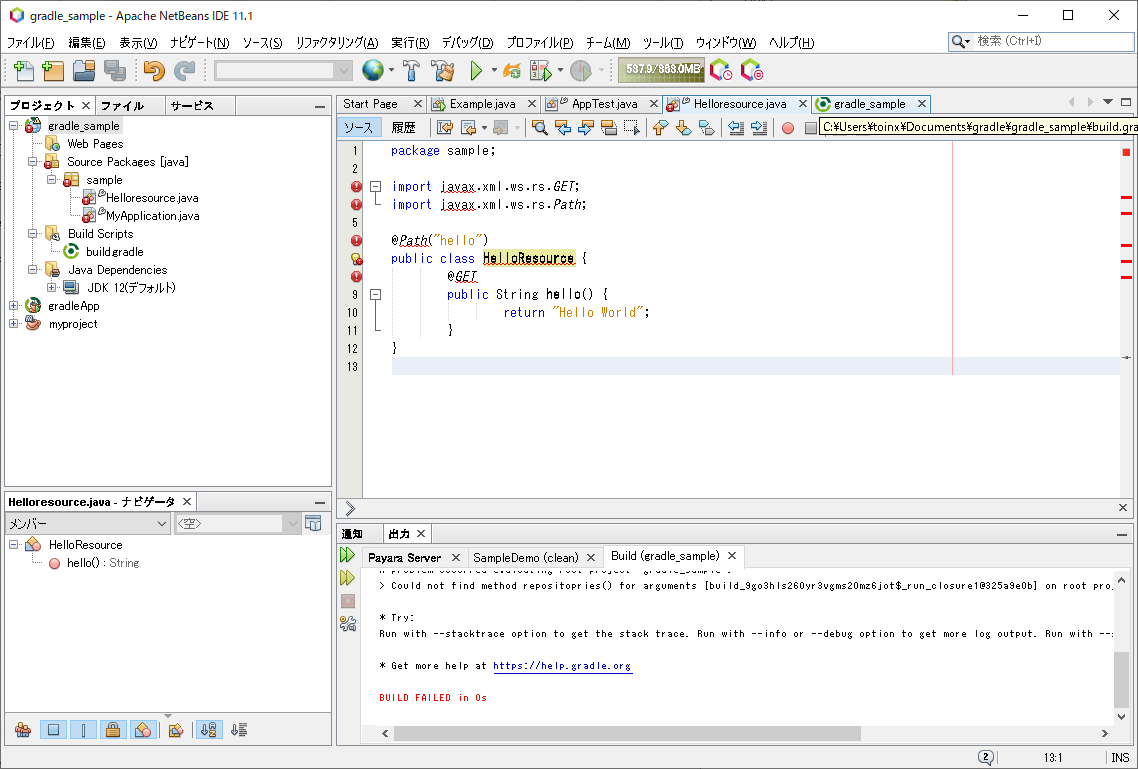 gradle_sample - Apache NetBeans IDE 11.1
ファイル(F) 編集(E) 表示(V) ナビゲート(N) ソース(S) リファクタリング(A) 実行(R) デバッグ(D) プロファイル(P) チーム(M) ツール(T) ウィンドウ(W) ヘルプ(H)
検索 (Ctrl+I)
プロジェクト ファイル サービス
gradle_sample
Web Pages
Source Packages [java]
sample
Helloresource.java
MyApplication.java
Build Scripts
build.gradle
Java Dependencies
JDK 12(デフォルト)
gradleApp
myproject
Start Page Example.java AppTest.java Helloresource.java gradle_sample
ソース 履歴
C:¥Users¥toinx¥Documents¥gradle¥gradle_sample¥build.gra
1 package sample;
2
import javax.xml.ws.rs.GET;
import javax.xml.ws.rs.Path;
5
@Path("hello")
public class HelloResource {
@GET
9 public String hello() {
10 return "Hello World";
11 }
12 }
13
Helloresource.java - ナビゲータ
メンバー <空>
HelloResource
hello() : String
通知 出力
Payara Server SampleDemo (clean) Build (gradle_sample)
> Could not find method repositopries() for arguments [build_9go3hls260yr3vgms20mz6jot$_run_closure1@325a9e0b] on root pro
* Try:
Run with --stacktrace option to get the stack trace. Run with --info or --debug option to get more log output. Run with --
* Get more help at https://help.gradle.org
BUILD FAILED in 0s
2 13:1 INS